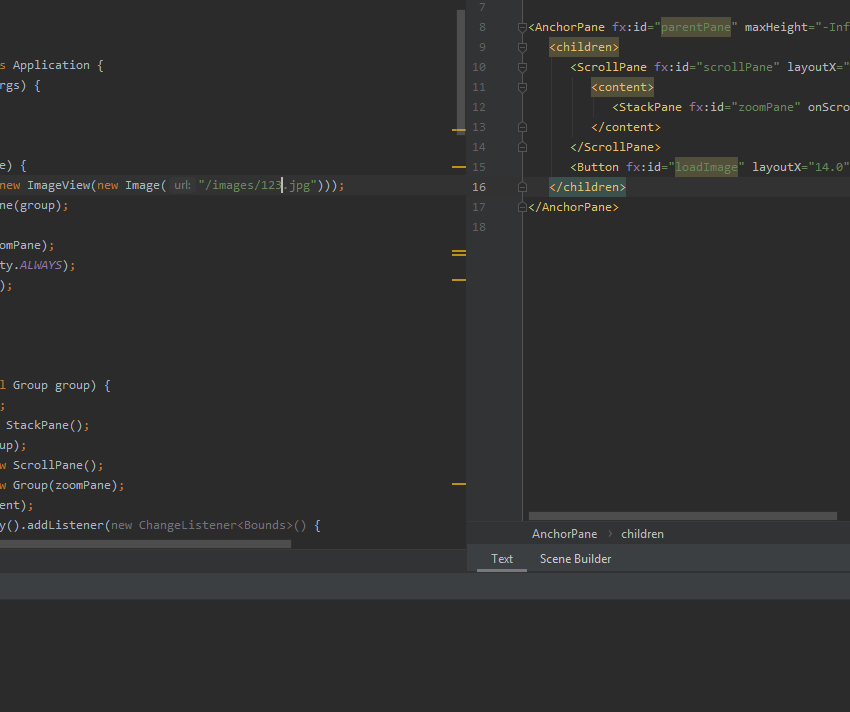 s Application {
rgs) {
e) {
new ImageView(new Image( url: "/images/123.jpg")));
ne(group);
omPane);
ty.ALWAYS);
);
l Group group) {
;
StackPane();
up);
w ScrollPane();
w Group(zoomPane);
ent);
y().addListener(new ChangeListener<Bounds>() {
7
8 <AnchorPane fx:id="parentPane" maxHeight="-Inf
9 <children>
10 <ScrollPane fx:id="scrollPane" layoutX="
11 <content>
12 <StackPane fx:id="zoomPane" onScro
13 </content>
14 </ScrollPane>
15 <Button fx:id="loadImage" layoutX="14.0"
16 </children>
17 </AnchorPane>
18
AnchorPane › children
Text Scene Builder